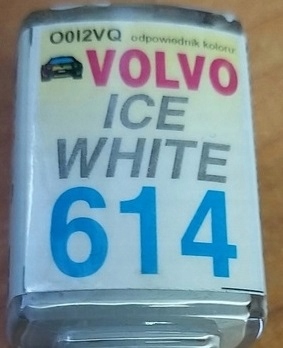 O0I2VQ odpowiednik koloru
VOLVO
ICE
WHITE
614